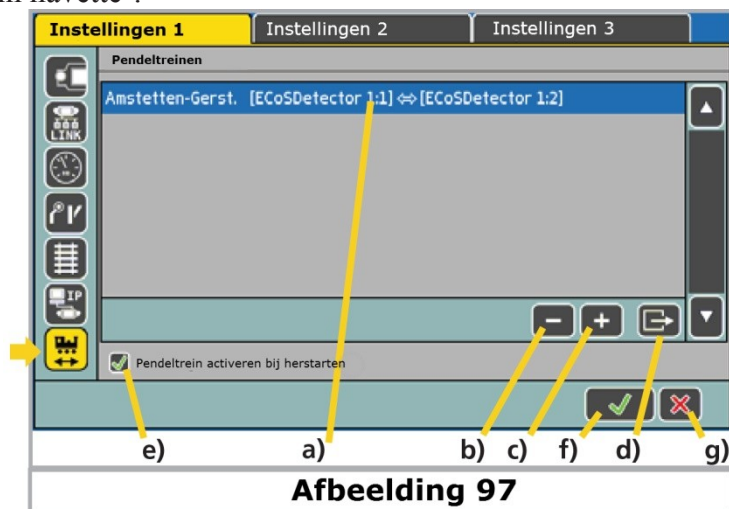 Instellingen 1 Instellingen 2 Instellingen 3
Pendeltreinen
Amstetten-Gerst. [ECoSDetector 1:1] ⬄ [ECoSDetector 1:2]
LINK
IP
Pendeltrein activeren bij herstarten
e) a) b) c) f) d) g)
Afbeelding 97